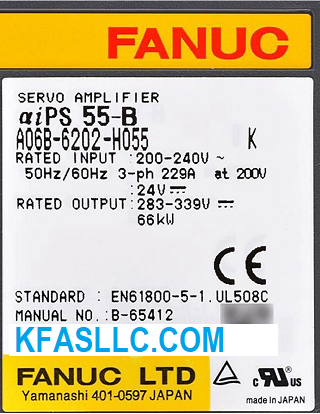 FANUC
SERVO AMPLIFIER
αiPS 55-B
A06B-6202-H055 K
RATED INPUT : 200-240V ~
50Hz/60Hz 3-ph 229A at 200V
: 24V ⎓
RATED OUTPUT : 283-339V ⎓
66kW
CE
STANDARD : EN61800-5-1.UL508C
MANUAL NO. : B-65412
KFASLLC.COM
FANUC LTD
Yamanashi 401-0597 JAPAN
c UL us
made in JAPAN